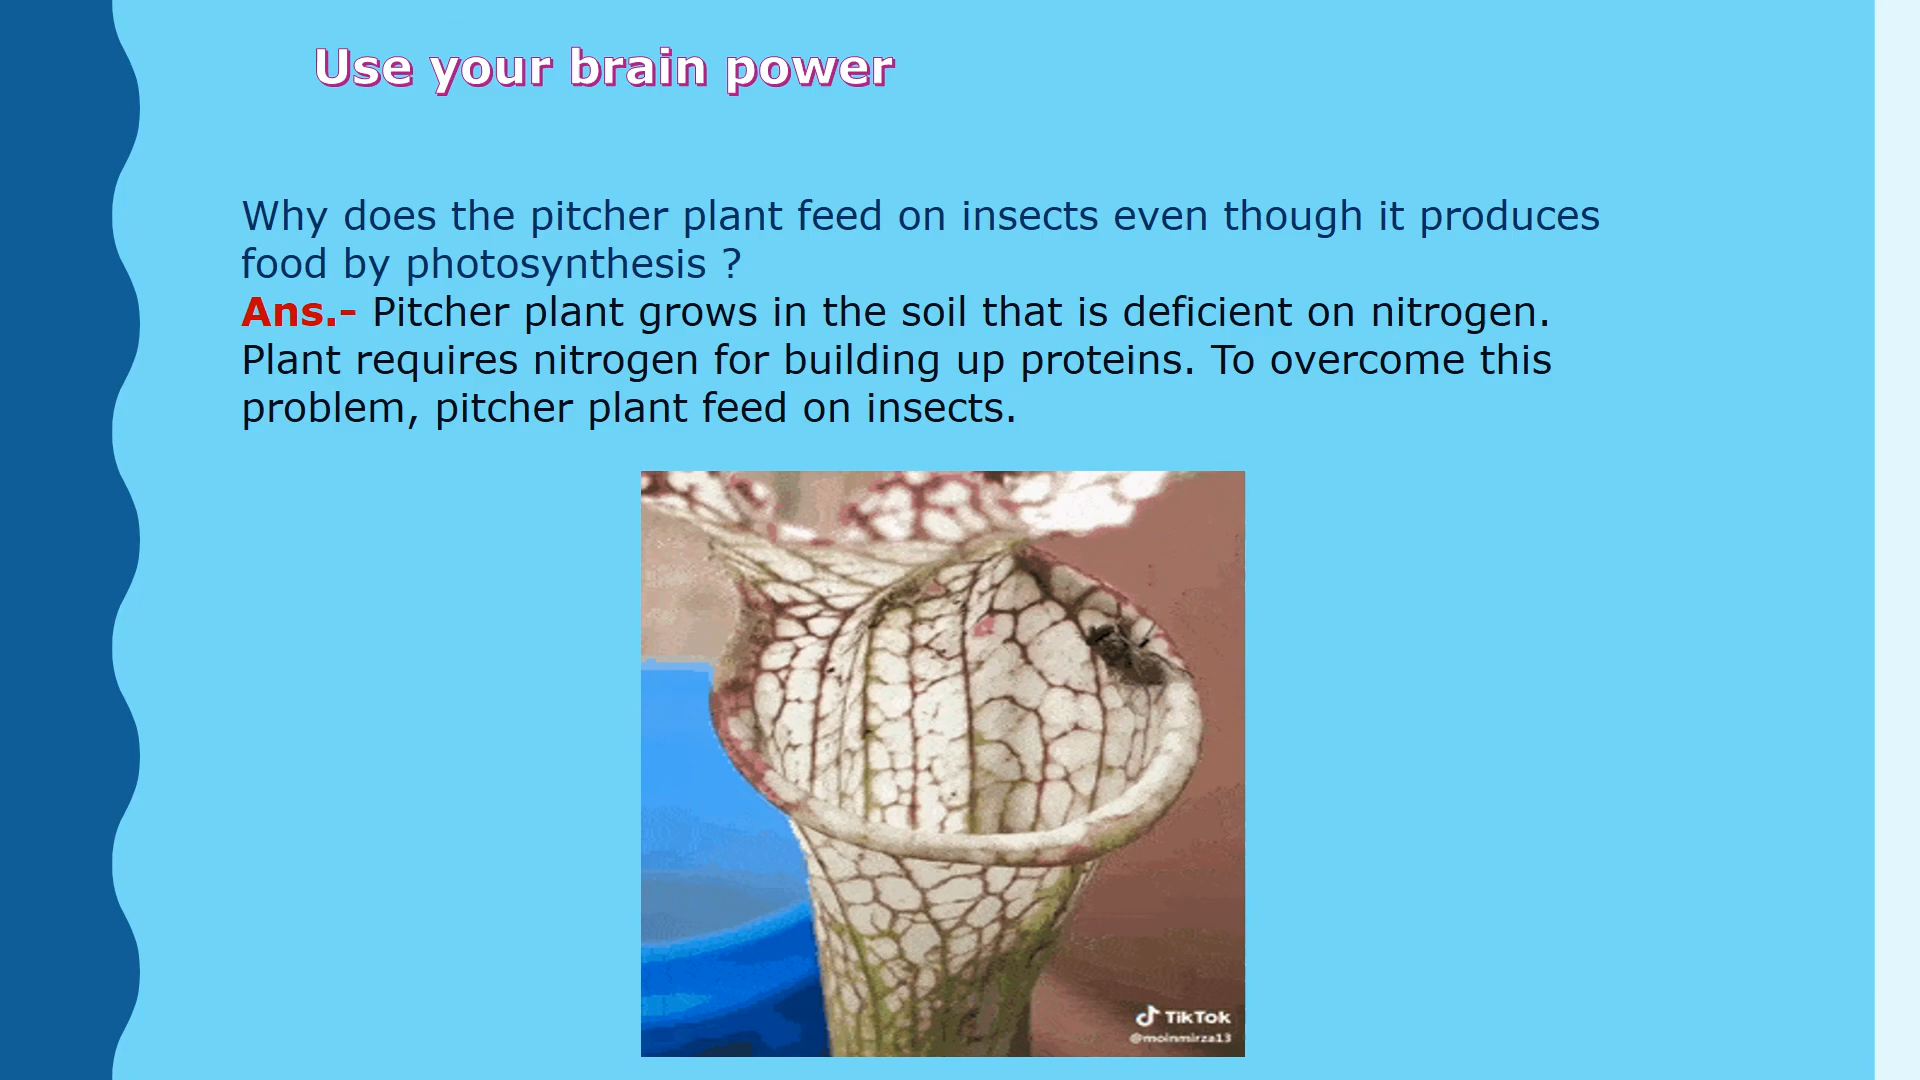 Use your brain power
Why does the pitcher plant feed on insects even though it produces
food by photosynthesis ?
Ans.- Pitcher plant grows in the soil that is deficient on nitrogen.
Plant requires nitrogen for building up proteins. To overcome this
problem, pitcher plant feed on insects.
TikTok
@moinmirza13